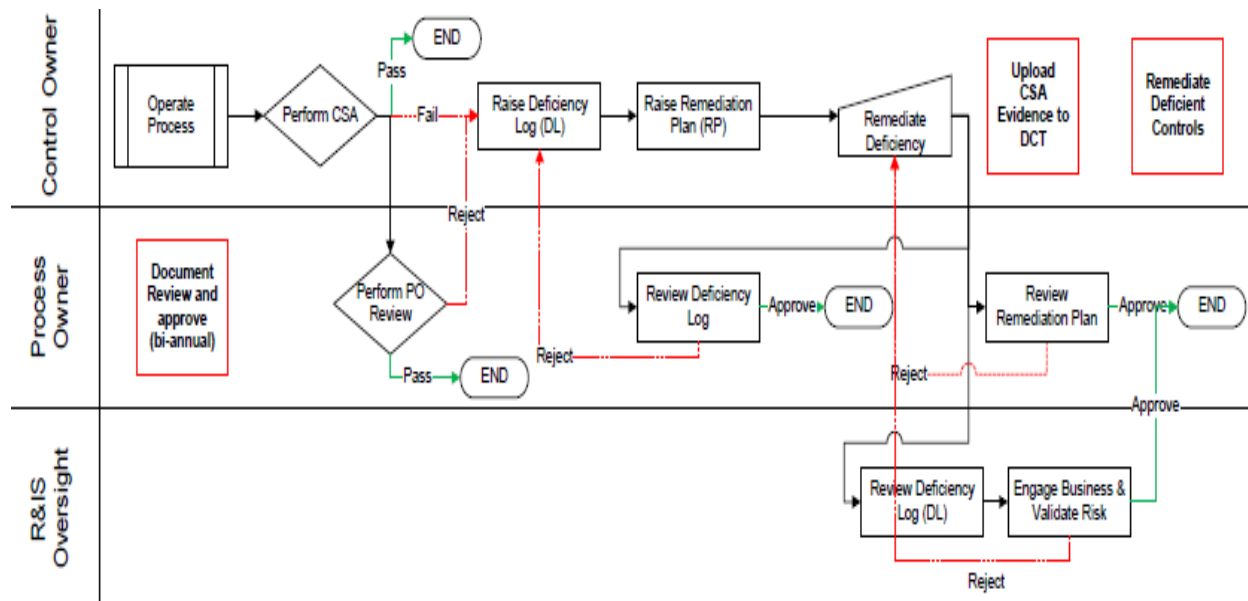 Control Owner
Operate
Process
Perform CSA
Pass
END
Fail
Raise Deficiency
Log (DL)
Raise Remediation
Plan (RP)
Remediate
Deficiency
Upload
CSA
Evidence to
DCT
Remediate
Deficient
Controls
Process
Owner
Document
Review and
approve
(bi-annual)
Perform PO
Review
Reject
Pass
END
Review Deficiency
Log
Approve
END
Reject
Review
Remediation Plan
Approve
END
Reject
R&IS
Oversight
Review Deficiency
Log (DL)
Engage Business &
Validate Risk
Approve
Reject